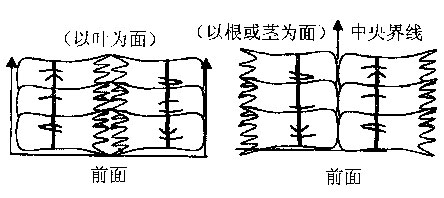 （以叶为面）
（以根或茎为面） 中央界线
前面
前面